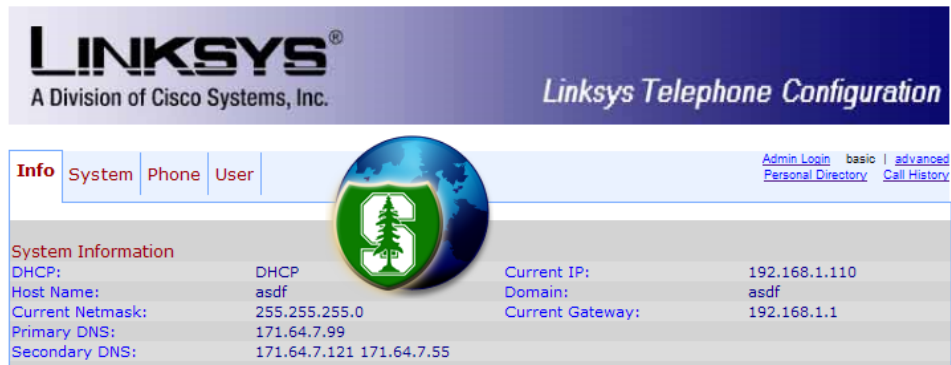 LINKSYS®
A Division of Cisco Systems, Inc.
Linksys Telephone Configuration
Info System Phone User
Admin Login basic | advanced
Personal Directory Call History
S
System Information
DHCP: DHCP Current IP: 192.168.1.110
Host Name: asdf Domain: asdf
Current Netmask: 255.255.255.0 Current Gateway: 192.168.1.1
Primary DNS: 171.64.7.99
Secondary DNS: 171.64.7.121 171.64.7.55